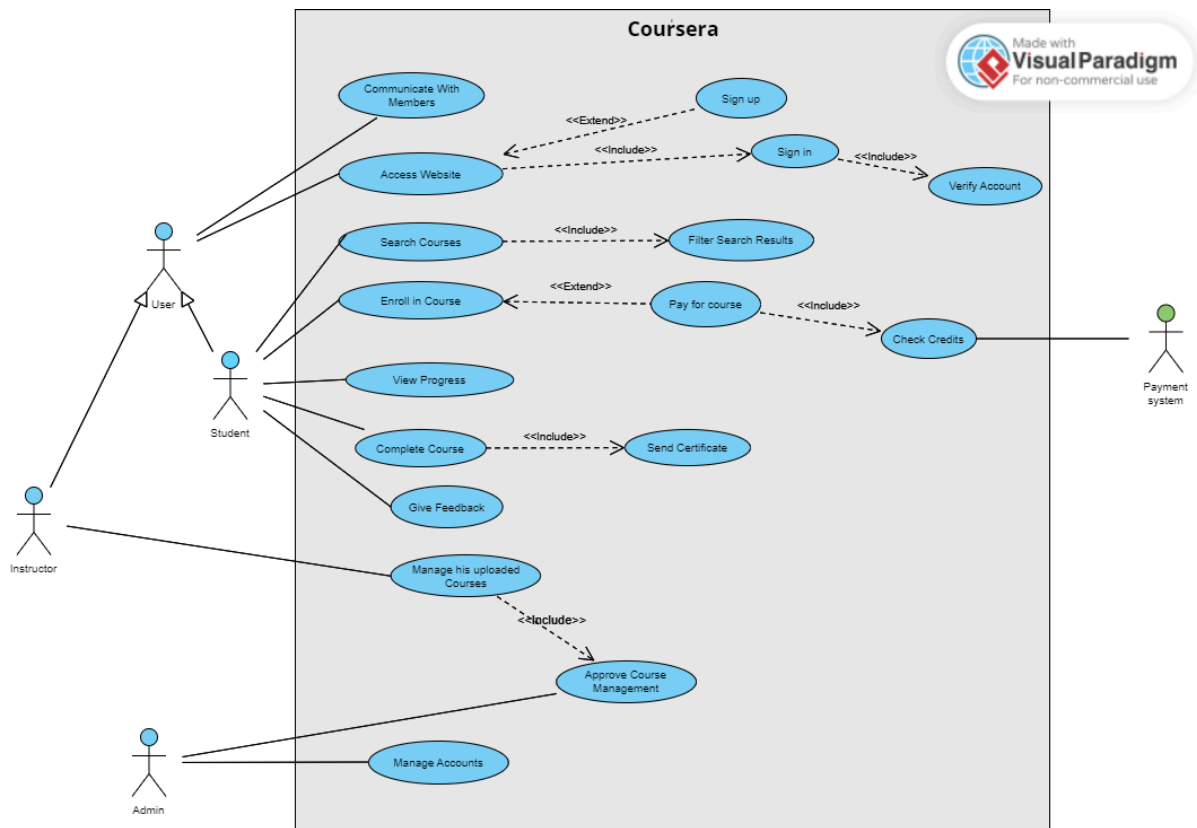 Coursera
Made with
VisualParadigm
For non-commercial use
Communicate With
Members
Sign up
<<Extend>>
<<Include>>
Sign in
<<Include>>
Access Website
Verify Account
Search Courses
<<Include>>
Filter Search Results
User
Enroll in Course
<<Extend>>
Pay for course
<<Include>>
Check Credits
Payment
system
View Progress
Student
Complete Course
<<Include>>
Send Certificate
Give Feedback
Instructor
Manage his uploaded
Courses
<<Include>>
Approve Course
Management
Manage Accounts
Admin